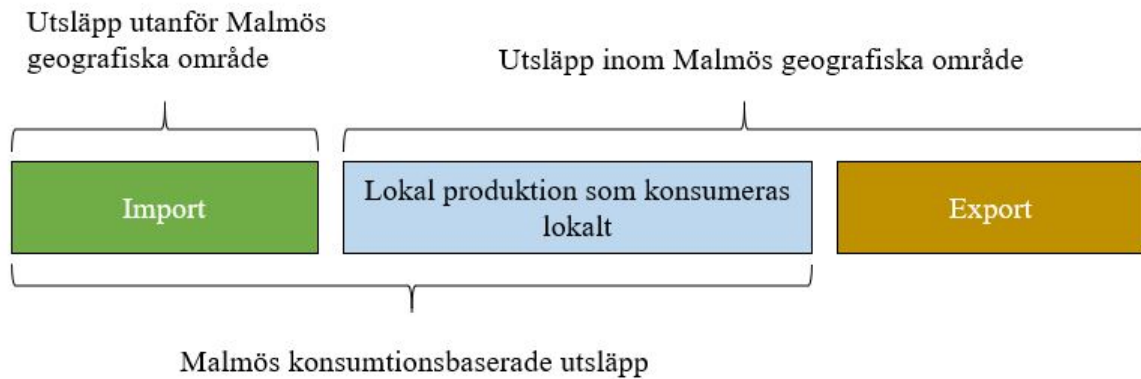 Utsläpp utanför Malmös
geografiska område
Utsläpp inom Malmös geografiska område
Import
Lokal produktion som konsumeras
lokalt
Export
Malmös konsumtionsbaserade utsläpp